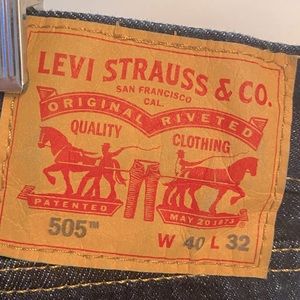 LEVI STRAUSS & CO.
SAN FRANCISCO
CAL.
ORIGINAL RIVETED
QUALITY CLOTHING
PATENTED MAY 20 1873
505™
W 40 L 32